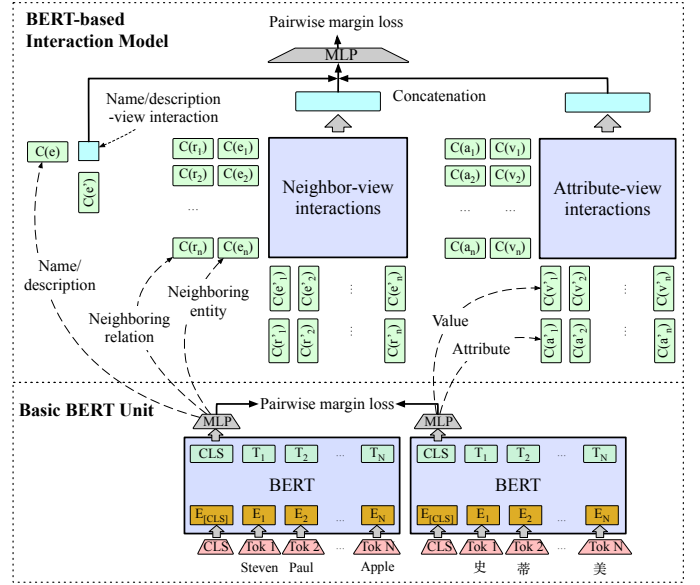 BERT-based
Interaction Model
Pairwise margin loss
MLP
Name/description
-view interaction
Concatenation
C(e)
C(e')
C(r₁) C(e₁)
C(r₂) C(e₂)
...
C(rₙ) C(eₙ)
Neighbor-view
interactions
C(a₁) C(v₁)
C(a₂) C(v₂)
... ...
C(aₙ) C(vₙ)
Attribute-view
interactions
C(e'₁) C(e'₂) ... C(e'ₙ)
C(r'₁) C(r'₂) ... C(r'ₙ)
C(v'₁) C(v'₂) ... C(v'ₙ)
C(a'₁) C(a'₂) ... C(a'ₙ)
Name/
description
Neighboring
relation
Neighboring
entity
Value
Attribute
Basic BERT Unit
Pairwise margin loss
MLP
MLP
CLS T₁ T₂ ... T_N
BERT
E[CLS] E₁ E₂ ... E_N
CLS Tok 1 Tok 2 ... Tok N
Steven Paul Apple
CLS T₁ T₂ ... T_N
BERT
E[CLS] E₁ E₂ ... E_N
CLS Tok 1 Tok 2 ... Tok N
史 蒂 美